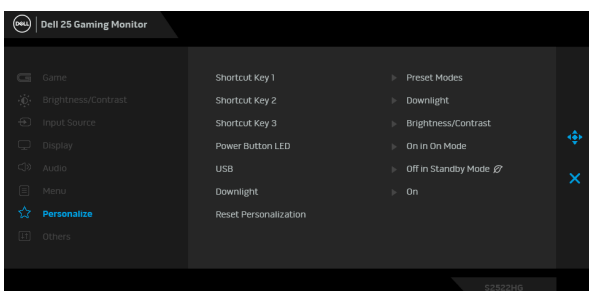 DELL Dell 25 Gaming Monitor
Game
Brightness/Contrast
Input Source
Display
Audio
Menu
Personalize
Others
Shortcut Key 1 Preset Modes
Shortcut Key 2 Downlight
Shortcut Key 3 Brightness/Contrast
Power Button LED On in On Mode
USB Off in Standby Mode
Downlight On
Reset Personalization
S2522HG